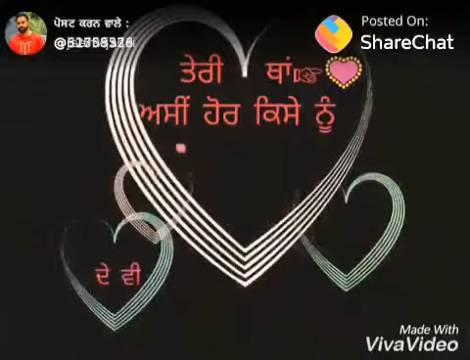 ਪੋਸਟ ਕਰਨ ਵਾਲੇ :
Posted On:
ShareChat
ਤੇਰੀ ਥਾਂ
ਅਸੀਂ ਹੋਰ ਕਿਸੇ ਨੂੰ
ਦੇ ਵੀ
Made With
VivaVideo